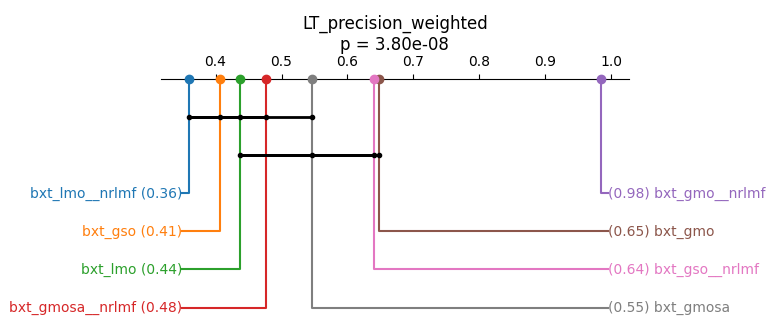 LT_precision_weighted
p = 3.80e-08
0.4 0.5 0.6 0.7 0.8 0.9 1.0
bxt_lmo__nrlmf (0.36) (0.98) bxt_gmo__nrlmf
bxt_gso (0.41) (0.65) bxt_gmo
bxt_lmo (0.44) (0.64) bxt_gso__nrlmf
bxt_gmosa__nrlmf (0.48) (0.55) bxt_gmosa